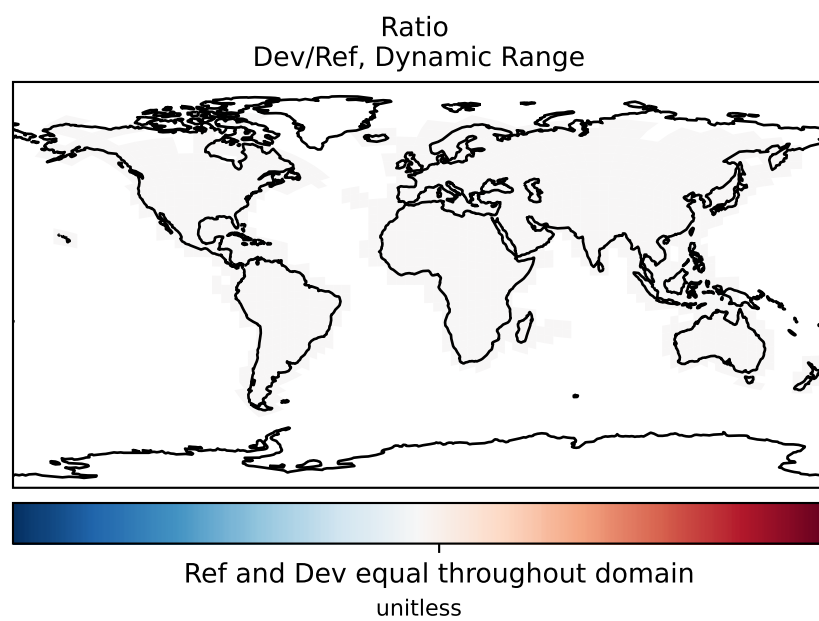 Ratio
Dev/Ref, Dynamic Range
Ref and Dev equal throughout domain
unitless